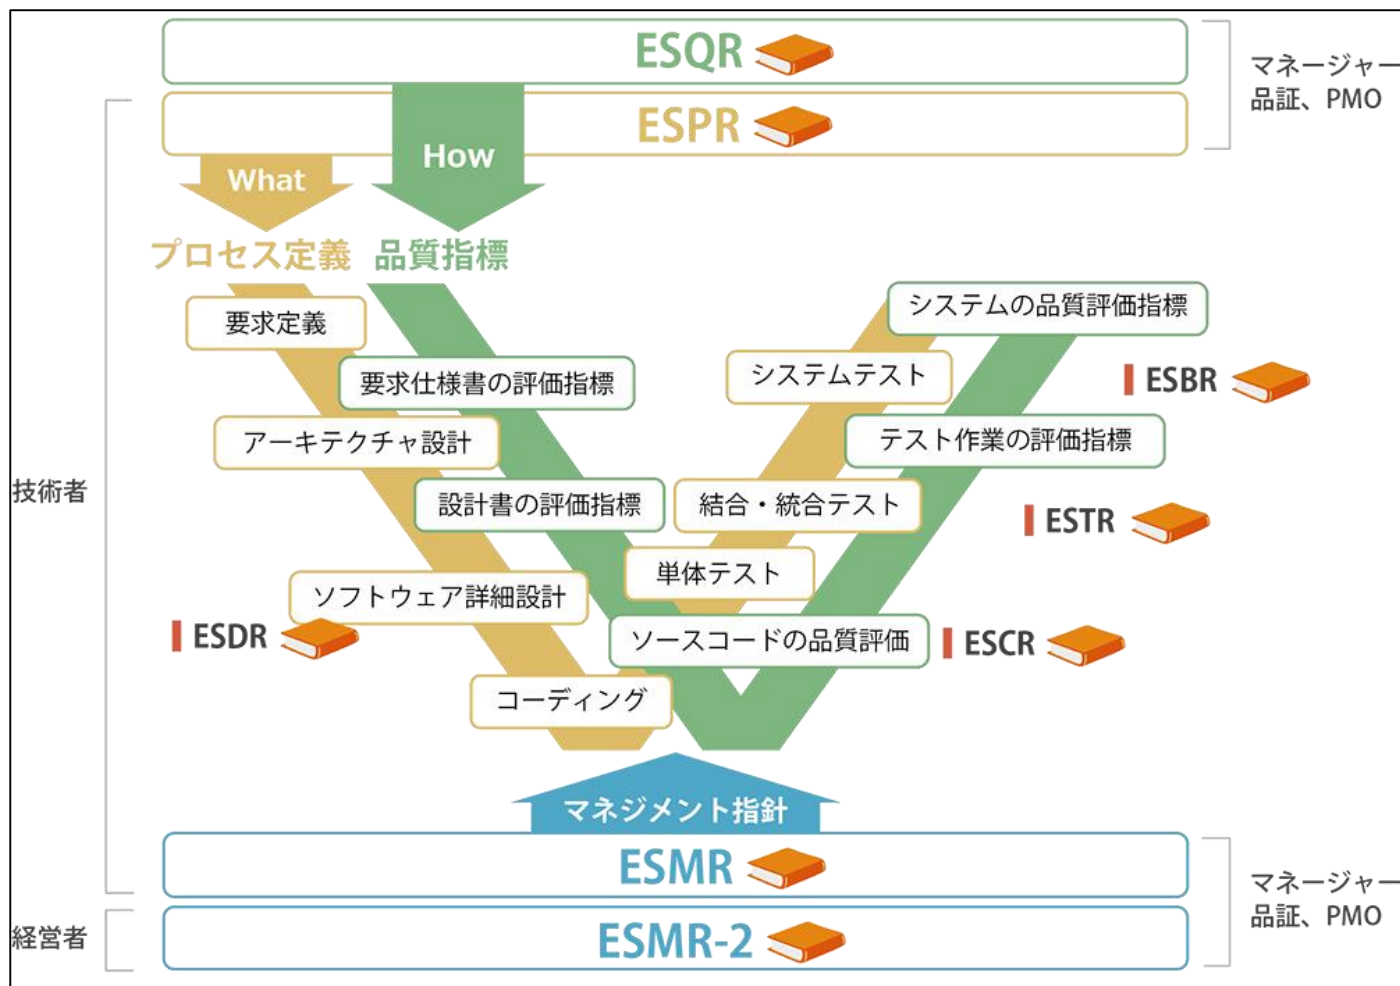 ESQR
マネージャー
品証、PMO
ESPR
How
What
プロセス定義
品質指標
要求定義
システムの品質評価指標
要求仕様書の評価指標
システムテスト
ESBR
アーキテクチャ設計
テスト作業の評価指標
技術者
設計書の評価指標
結合・統合テスト
ESTR
単体テスト
ソフトウェア詳細設計
ESDR
ソースコードの品質評価
ESCR
コーディング
マネジメント指針
ESMR
マネージャー
品証、PMO
経営者
ESMR-2